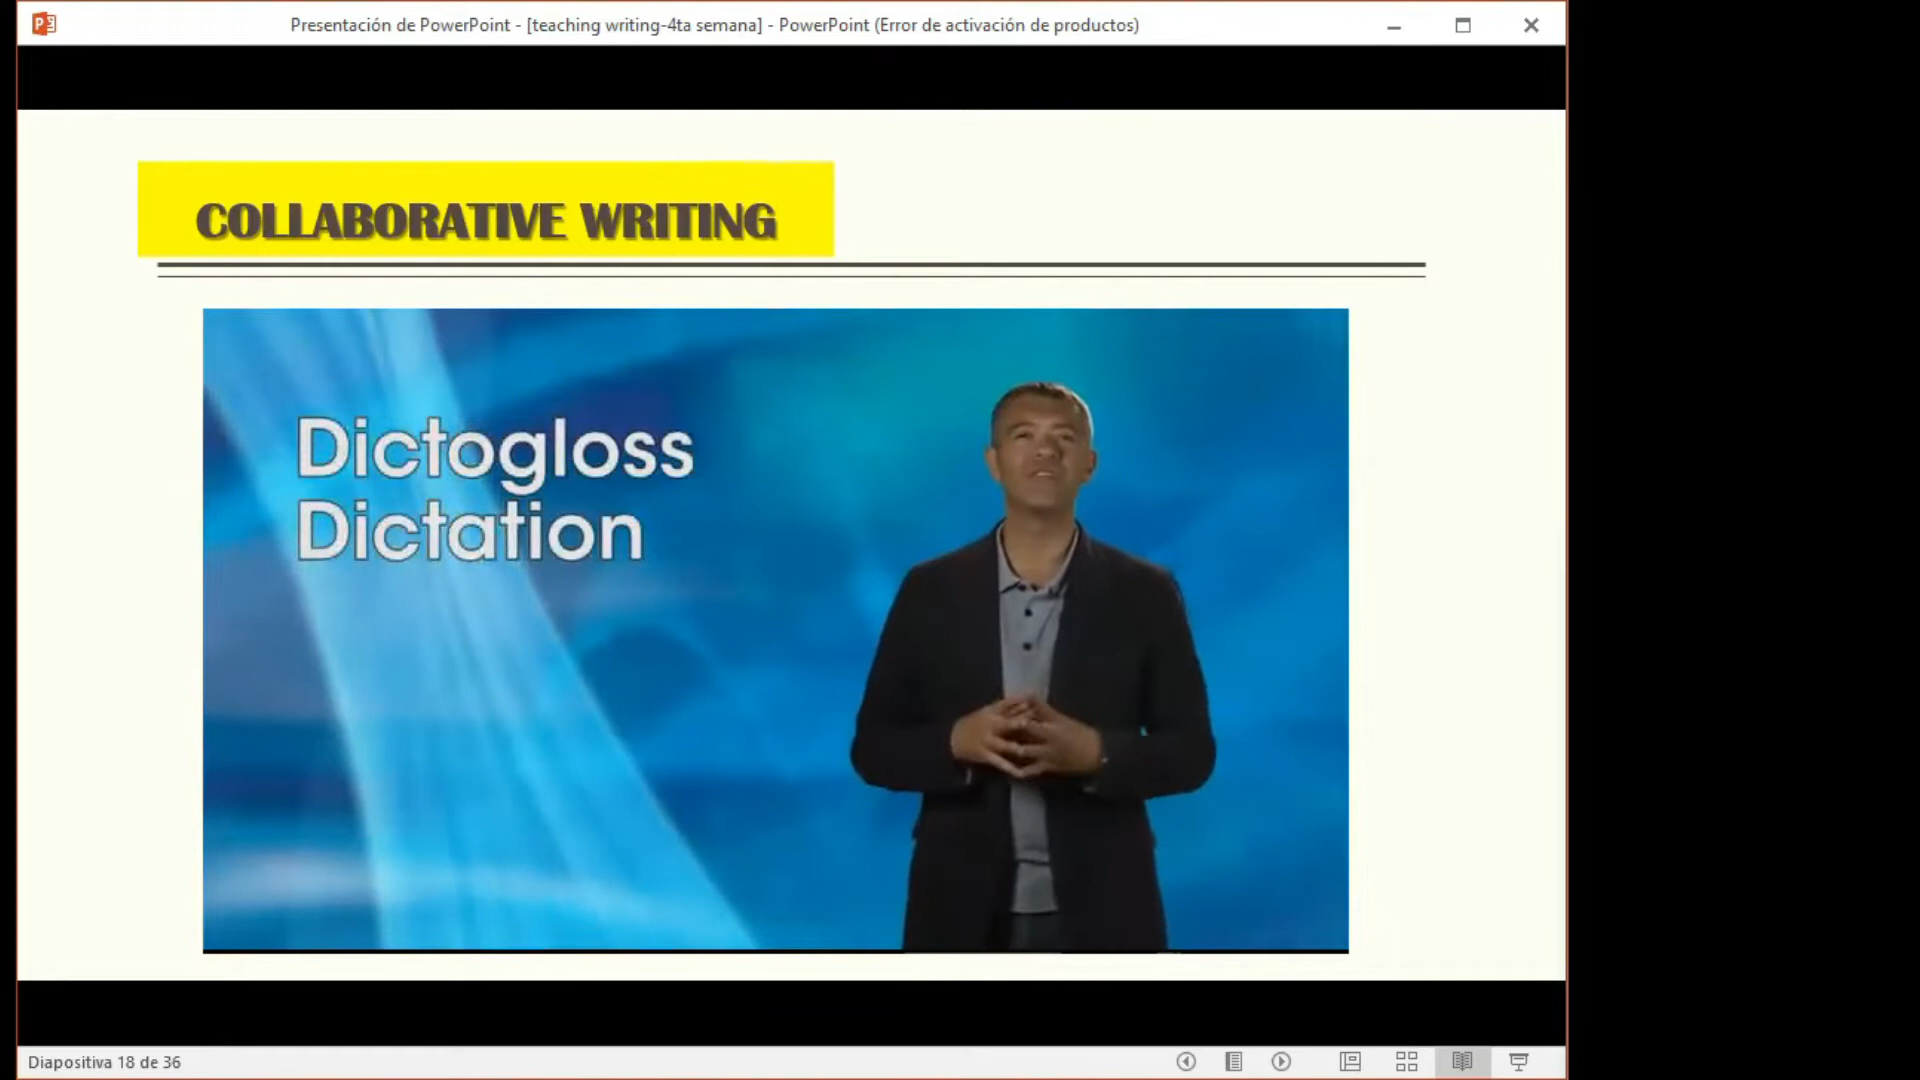 Presentación de PowerPoint - [teaching writing-4ta semana] - PowerPoint (Error de activación de productos)
COLLABORATIVE WRITING
Dictogloss
Dictation
Diapositiva 18 de 36